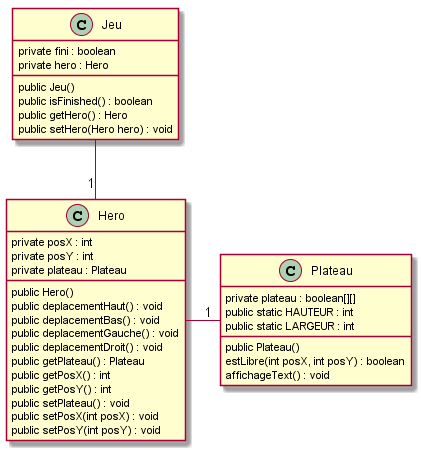 C Jeu
private fini : boolean
private hero : Hero
public Jeu()
public isFinished() : boolean
public getHero() : Hero
public setHero(Hero hero) : void
1
C Hero
private posX : int
private posY : int
private plateau : Plateau
public Hero()
public deplacementHaut() : void
public deplacementBas() : void
public deplacementGauche() : void
public deplacementDroit() : void
public getPlateau() : Plateau
public getPosX() : int
public getPosY() : int
public setPlateau() : void
public setPosX(int posX) : void
public setPosY(int posY) : void
1
C Plateau
private plateau : boolean[][]
public static HAUTEUR : int
public static LARGEUR : int
public Plateau()
estLibre(int posX, int posY) : boolean
affichageText() : void